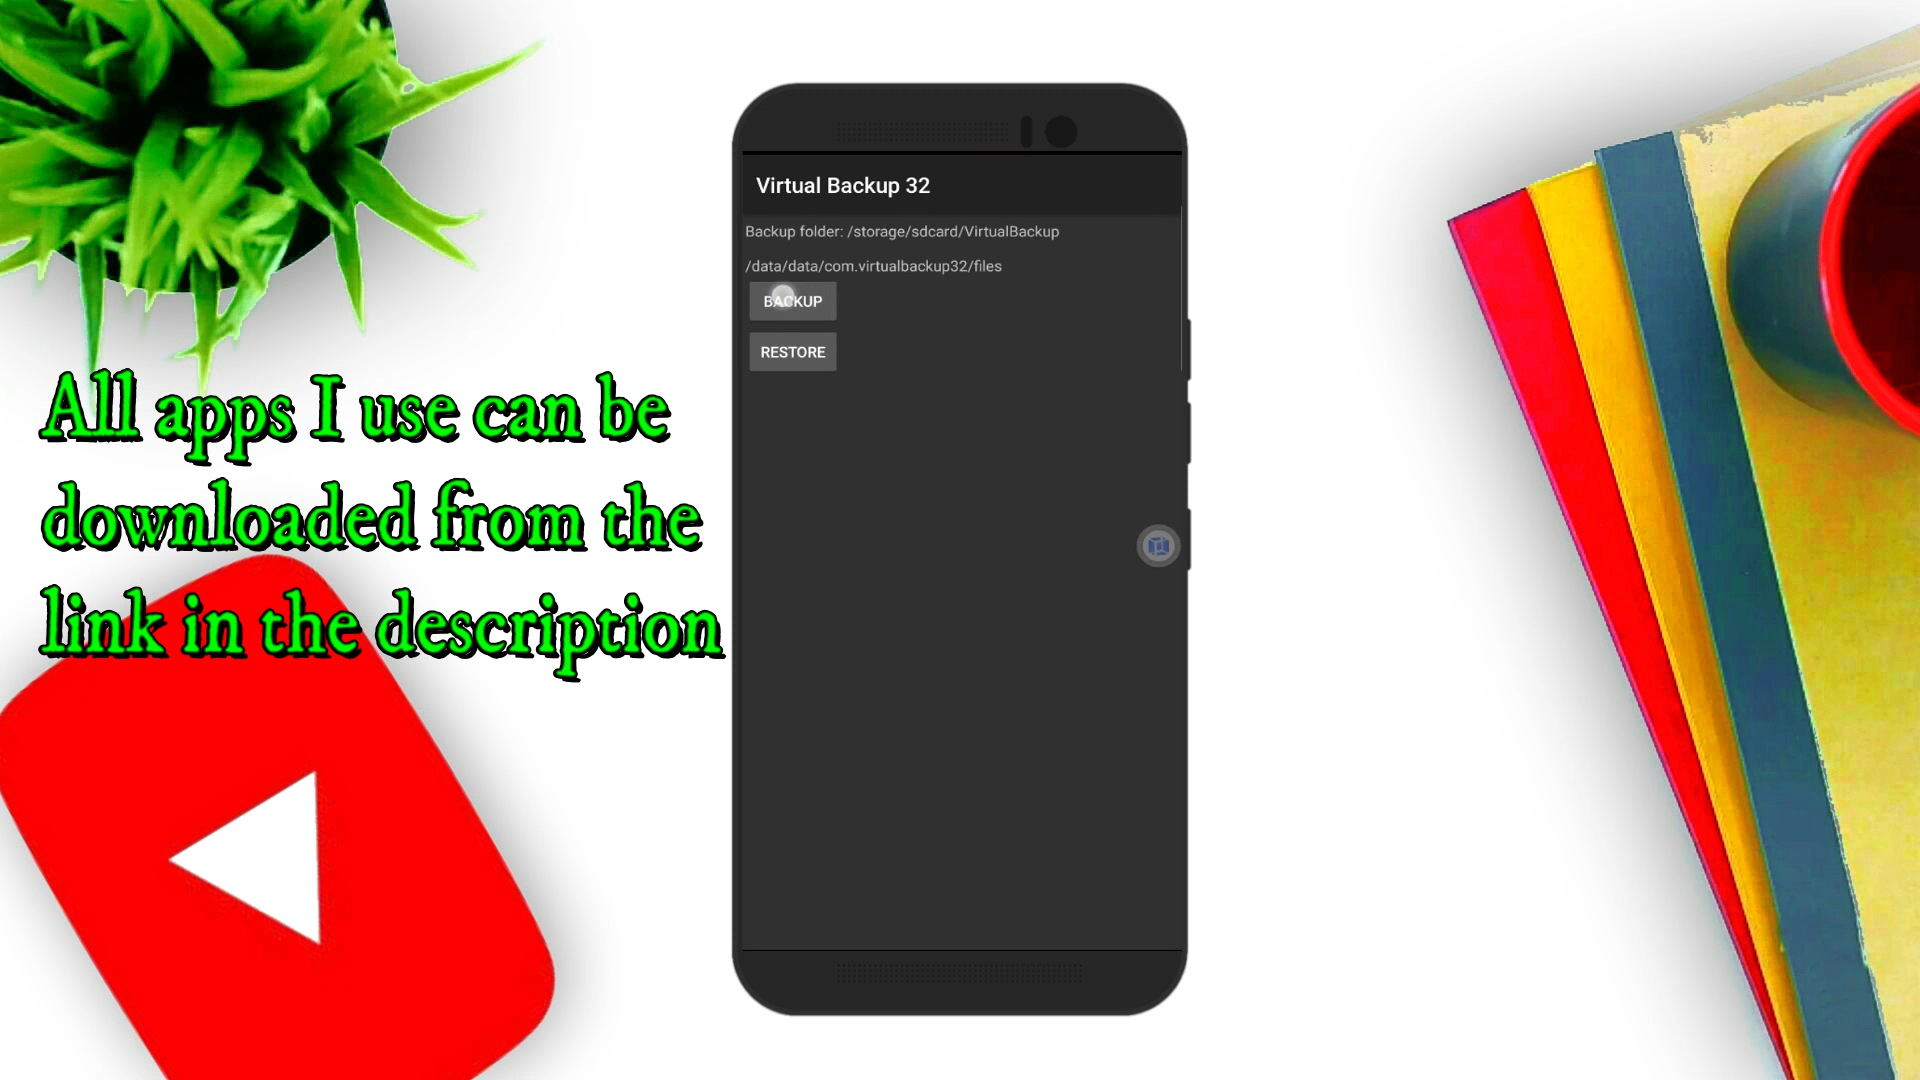 Virtual Backup 32
Backup folder: /storage/sdcard/VirtualBackup
/data/data/com.virtualbackup32/files
BACKUP
RESTORE
All apps I use can be
downloaded from the
link in the description